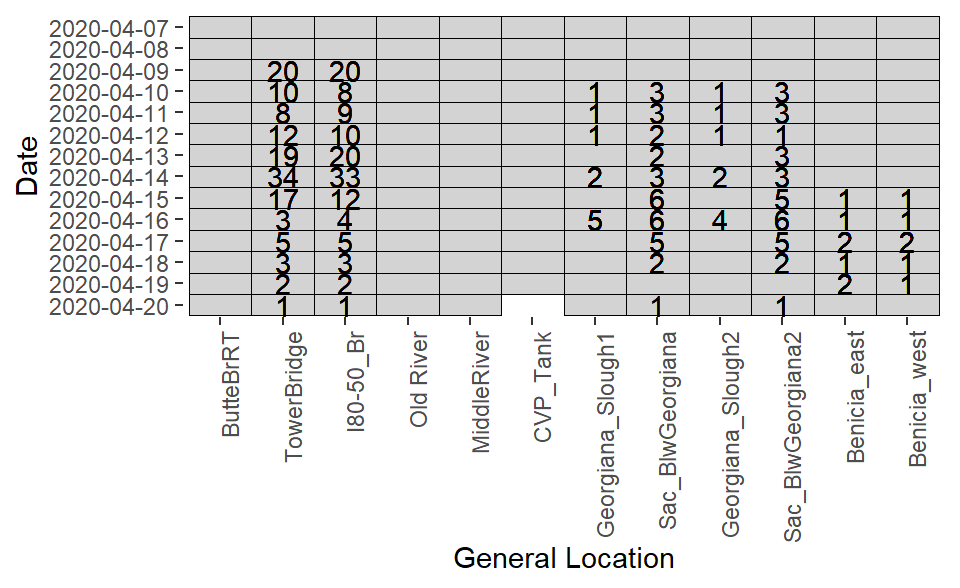 Date
2020-04-07
2020-04-08
2020-04-09 20 20
2020-04-10 10 8 1 3 1 3
2020-04-11 8 9 1 3 1 3
2020-04-12 12 10 1 2 1 1
2020-04-13 19 20 2 3
2020-04-14 34 33 2 3 2 3
2020-04-15 17 12 6 5 1 1
2020-04-16 3 4 5 6 4 6 1 1
2020-04-17 5 5 5 5 2 2
2020-04-18 3 3 2 2 1 1
2020-04-19 2 2 2 1
2020-04-20 1 1 1 1
ButteBrRT
TowerBridge
I80-50_Br
Old River
MiddleRiver
CVP_Tank
Georgiana_Slough1
Sac_BlwGeorgiana
Georgiana_Slough2
Sac_BlwGeorgiana2
Benicia_east
Benicia_west
General Location